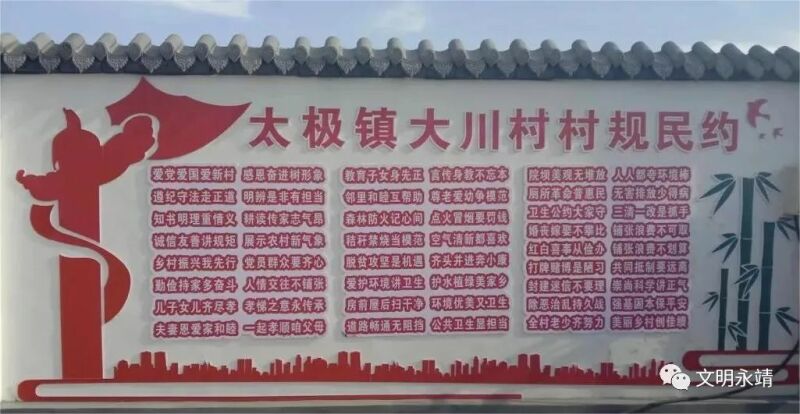 太极镇大川村村规民约
爱党爱国爱新村 感恩奋进树形象
遵纪守法走正道 明辨是非有担当
知书明理重情义 耕读传家志气昂
诚信友善讲规矩 展示农村新气象
乡村振兴我先行 党员群众要齐心
勤俭持家多奋斗 人情交往不铺张
儿子女儿齐尽孝 孝悌之意永传承
夫妻恩爱家和睦 一起孝顺咱父母
教育子女身先正 言传身教不忘本
邻里和睦互帮助 尊老爱幼争模范
森林防火记心间 点火冒烟要罚钱
秸秆禁烧当模范 空气清新都喜欢
脱贫攻坚是机遇 齐头并进奔小康
爱护环境讲卫生 护水植绿美家乡
房前屋后扫干净 环境优美又卫生
道路畅通无阻挡 公共卫生显担当
院坝美观无堆放 人人都夸环境棒
厕所革命普惠民 无害排放少得病
卫生公约大家守 三清一改是抓手
婚丧嫁娶不攀比 铺张浪费不可取
红白喜事从俭办 铺张浪费不划算
打牌赌博是陋习 共同抵制要远离
封建迷信不要理 崇尚科学讲正气
除恶治乱持久战 强基固本保平安
全村老少齐努力 美丽乡村创佳绩
文明永靖